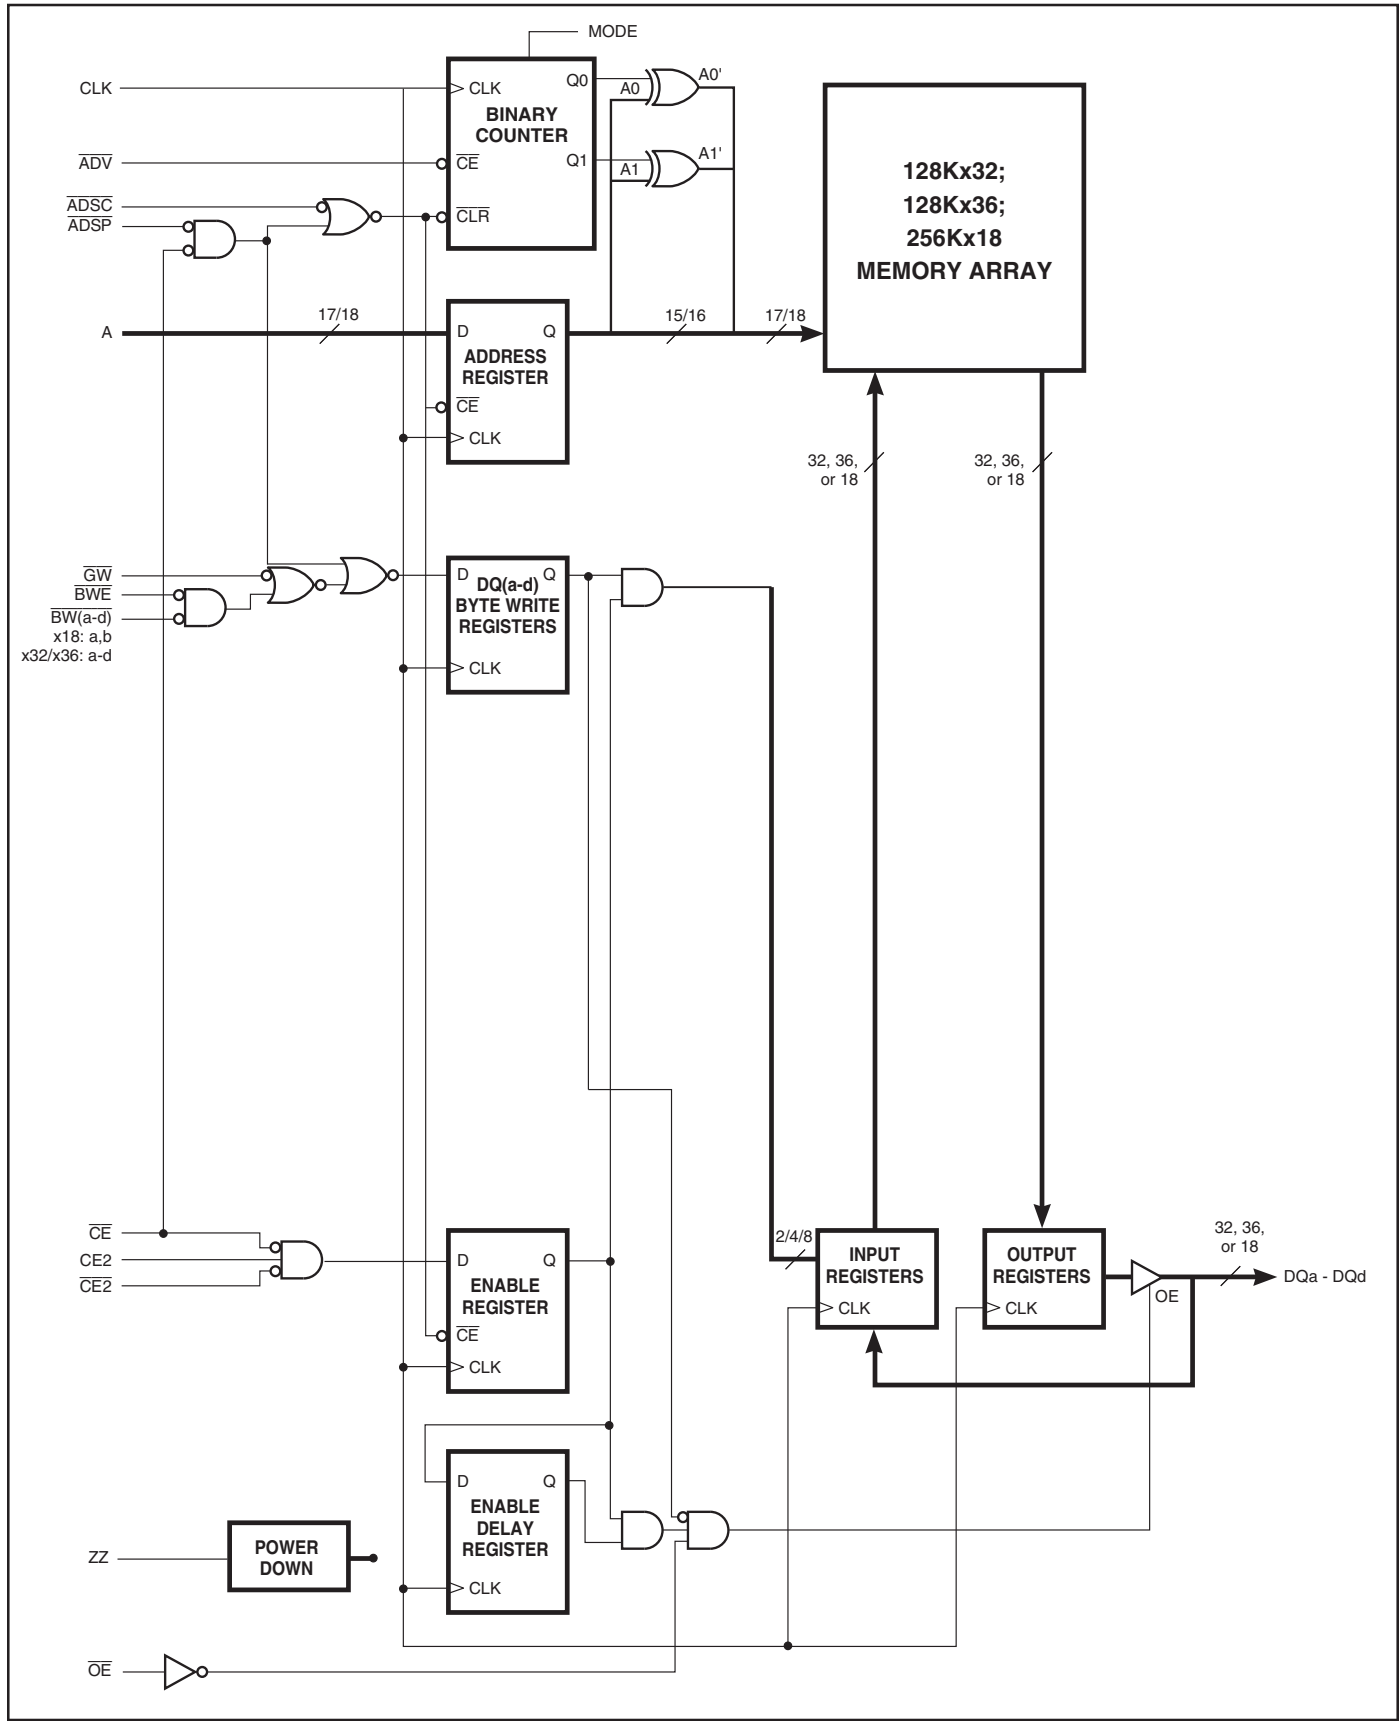 MODE
CLK
CLK
Q0
A0
A0'
BINARY
COUNTER
ADV
CE
Q1
A1
A1'
ADSC
ADSP
CLR
128Kx32;
128Kx36;
256Kx18
MEMORY ARRAY
A
17/18
D
Q
15/16
17/18
ADDRESS
REGISTER
CE
CLK
32, 36,
or 18
32, 36,
or 18
GW
BWE
BW(a-d)
x18: a,b
x32/x36: a-d
D
Q
DQ(a-d)
BYTE WRITE
REGISTERS
CLK
CE
CE2
CE2
D
Q
ENABLE
REGISTER
CE
CLK
2/4/8
INPUT
REGISTERS
CLK
OUTPUT
REGISTERS
CLK
OE
32, 36,
or 18
DQa - DQd
D
Q
ENABLE
DELAY
REGISTER
CLK
ZZ
POWER
DOWN
OE